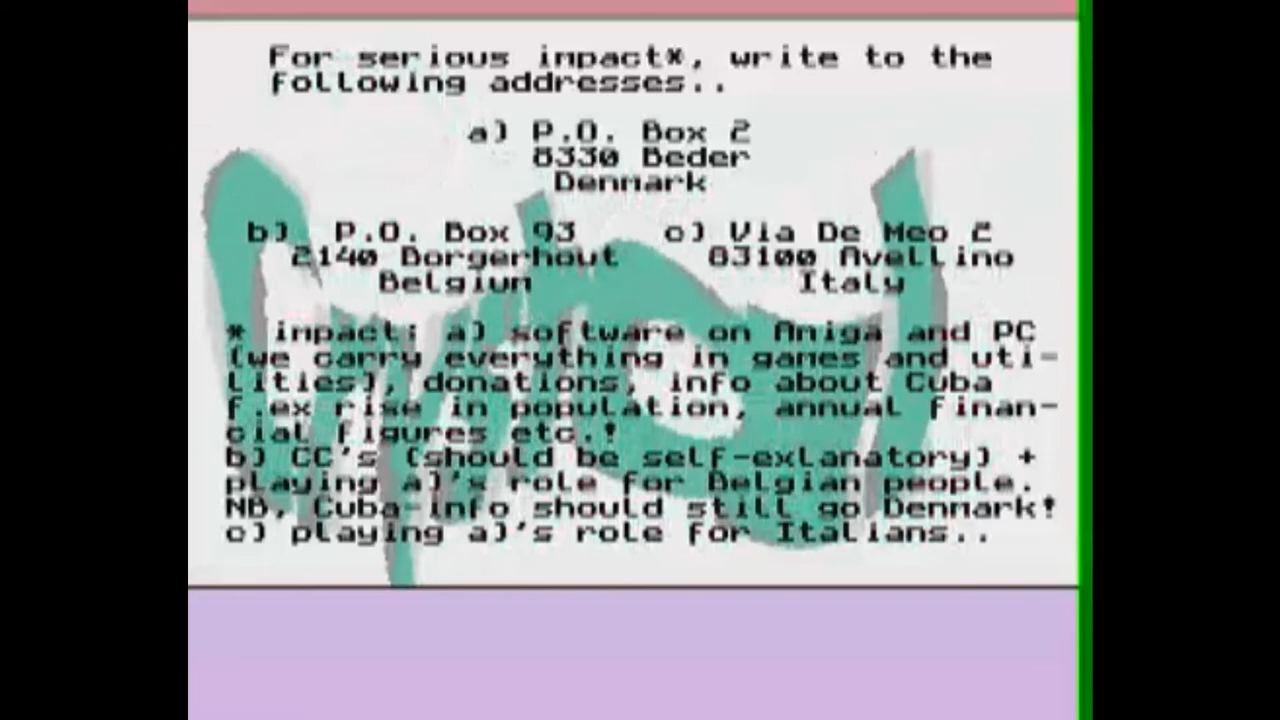 For serious impact*, write to the
following addresses..
a) P.O. Box 2
8330 Beder
Denmark
b) P.O. Box 93 c) Via De Meo 2
2140 Borgerhout 83100 Avellino
Belgium Italy
* impact: a) software on Amiga and PC
(we carry everything in games and uti-
lities), donations, info about Cuba
f.ex rise in population, annual finan-
cial figures etc.!
b) CC's (should be self-exlanatory) +
playing a)'s role for Belgian people.
NB, Cuba-info should still go Denmark!
c) playing a)'s role for Italians..